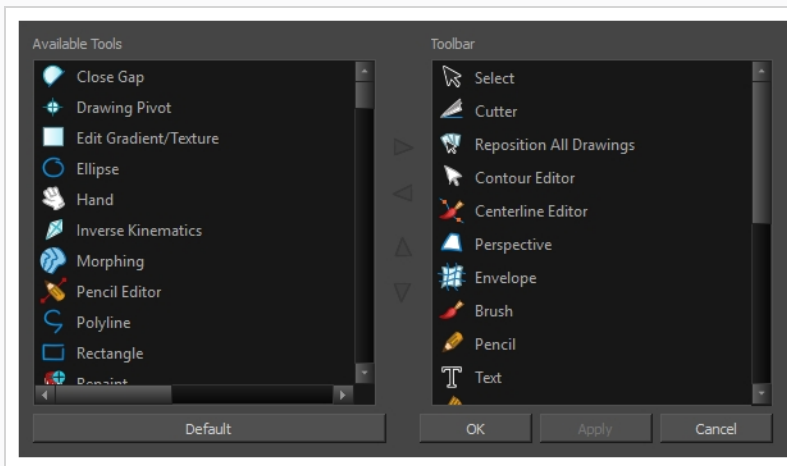 Available Tools
Close Gap
Drawing Pivot
Edit Gradient/Texture
Ellipse
Hand
Inverse Kinematics
Morphing
Pencil Editor
Polyline
Rectangle
Repaint
Default
Toolbar
Select
Cutter
Reposition All Drawings
Contour Editor
Centerline Editor
Perspective
Envelope
Brush
Pencil
Text
OK
Apply
Cancel